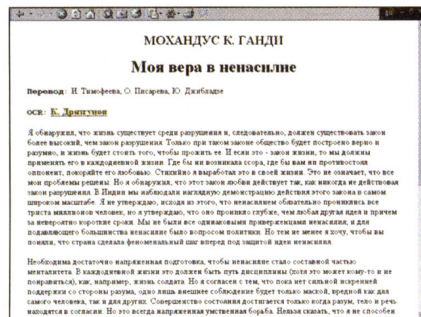 МОХАНДУС К. ГАНДИ
Моя вера в ненасилие
Перевод: И. Тимофеева, О. Писарева, Ю. Джибладзе
OCR: К. Дрязгунов
Я обнаружил, что жизнь существует среди разрушения и, следовательно, должен существовать закон
более высокий, чем закон разрушения. Только при таком законе общество будет построено верно и
разумно, и жизнь будет стоить того, чтобы прожить ее. И если это - закон жизни, то мы должны
применять его в каждодневной жизни. Где бы ни возникала ссора, где бы вам ни противостоял
оппонент, покоряйте его любовью. Стихийно я выработал это в своей жизни. Это не означает, что все
мои проблемы решены. Но я обнаружил, что этот закон любви действует так, как никогда не действовал
закон разрушения. В Индии мы наблюдали наглядную демонстрацию действия этого закона в самом
широком масштабе. Я не утверждаю, исходя из этого, что ненасилием обязательно прониклись все
триста миллионов человек, но я утверждаю, что оно проникло глубже, чем любая другая идея и причем
за невероятно короткие сроки. Мы не были все одинаковыми приверженцами ненасилия, и для
подавляющего большинства ненасилие было вопросом политики. Но тем не менее я хочу, чтобы вы
поняли, что страна сделала феноменальный шаг вперед под защитой идеи ненасилия.
Необходима достаточно напряженная подготовка, чтобы ненасилие стало составной частью
менталитета. В каждодневной жизни это должен быть путь дисциплины (хотя это может кому-то и не
понравиться), как, например, жизнь солдата. Но я согласен с тем, что пока нет сильной искренней
поддержки со стороны разума, одно лишь внешнее соблюдение будет только маской, вредной как для
самого человека, так и для других. Совершенство состояния достигается только когда разум, тело и речь
находятся в согласии. Но это всегда напряженная умственная борьба. Нельзя сказать, что я не способен